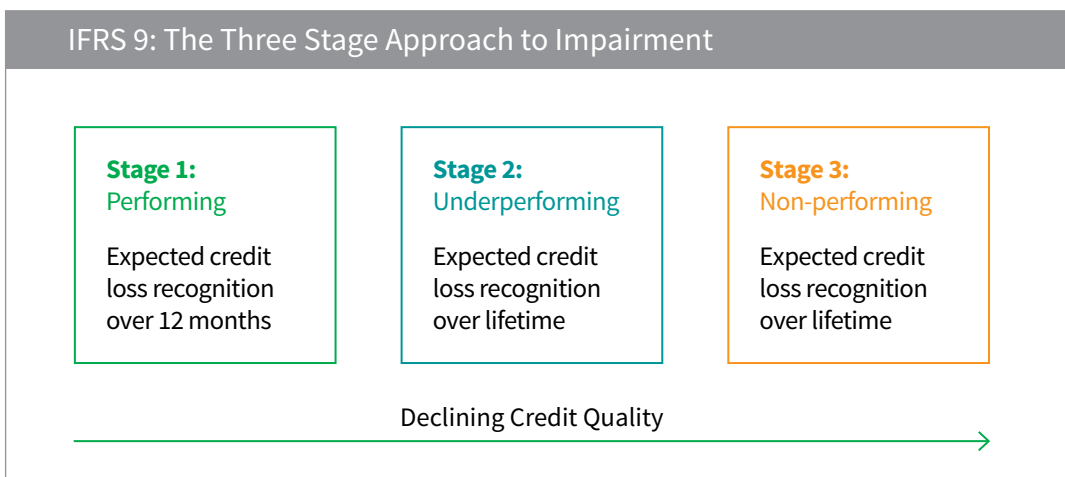 IFRS 9: The Three Stage Approach to Impairment
Stage 1:
Performing
Expected credit
loss recognition
over 12 months
Stage 2:
Underperforming
Expected credit
loss recognition
over lifetime
Stage 3:
Non-performing
Expected credit
loss recognition
over lifetime
Declining Credit Quality